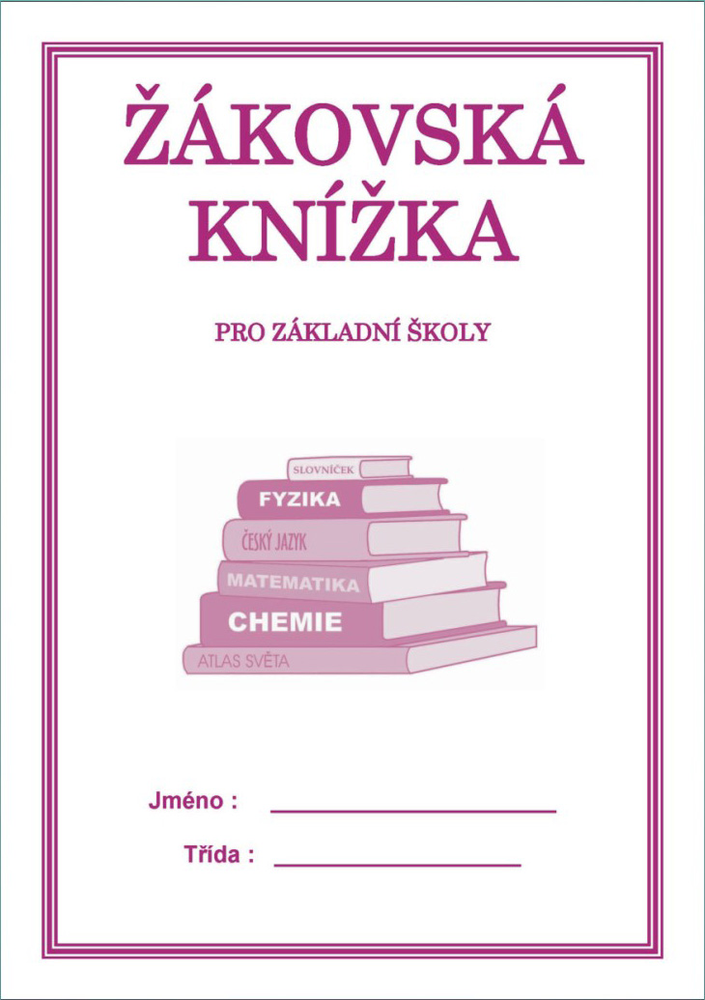 ŽÁKOVSKÁ
KNÍŽKA
PRO ZÁKLADNÍ ŠKOLY
SLOVNÍČEK
FYZIKA
ČESKÝ JAZYK
MATEMATIKA
CHEMIE
ATLAS SVĚTA
Jméno :
Třída :